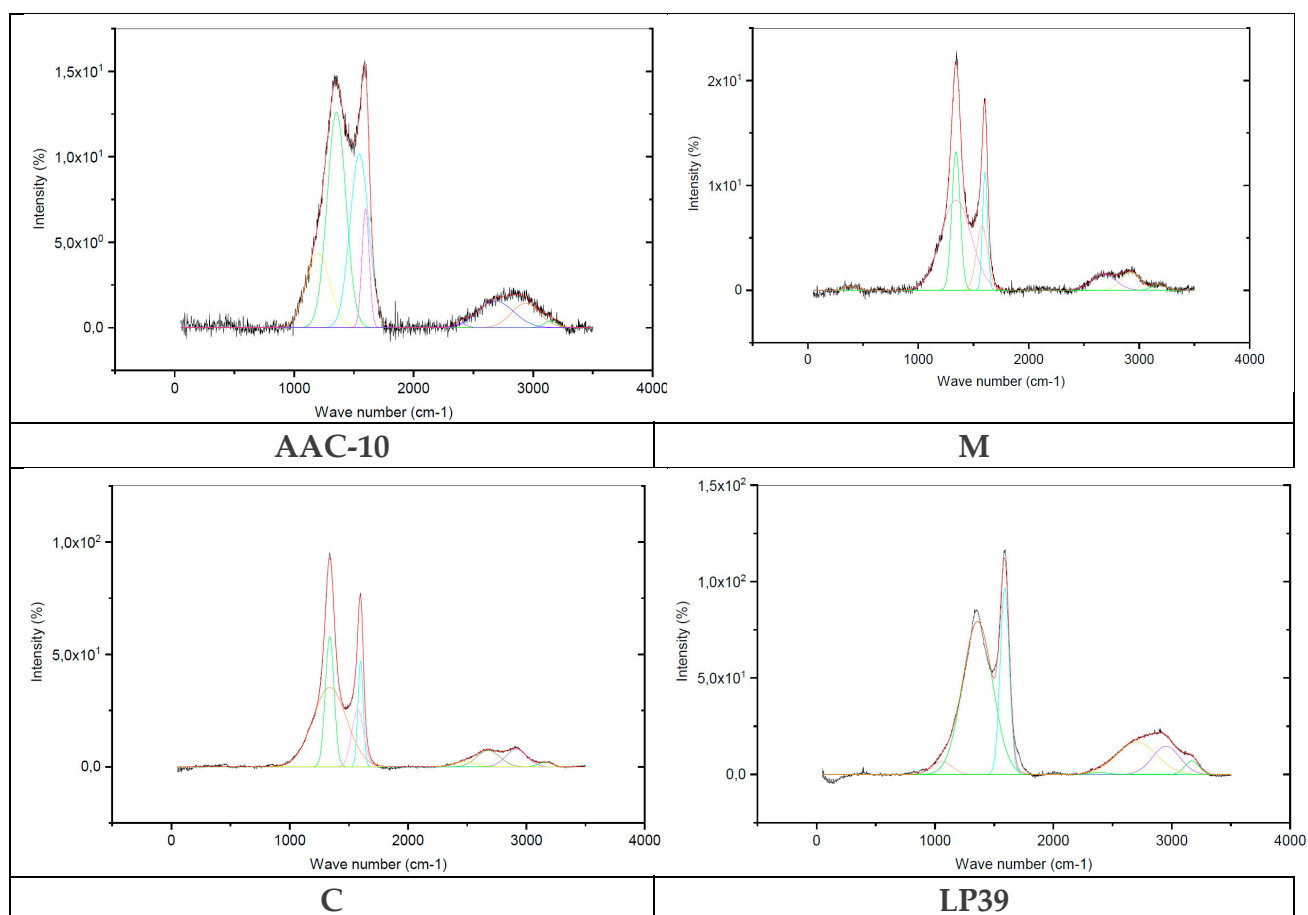 1,5x10¹
1,0x10¹
5,0x10⁰
0,0
Intensity (%)
0 1000 2000 3000 4000
Wave number (cm-1)
AAC-10
2x10¹
1x10¹
0
Intensity (%)
0 1000 2000 3000 4000
Wave number (cm-1)
M
1,0x10²
5,0x10¹
0,0
Intensity (%)
0 1000 2000 3000 4000
Wave number (cm-1)
C
1,5x10²
1,0x10²
5,0x10¹
0,0
Intensity (%)
0 1000 2000 3000 4000
Wave number (cm-1)
LP39